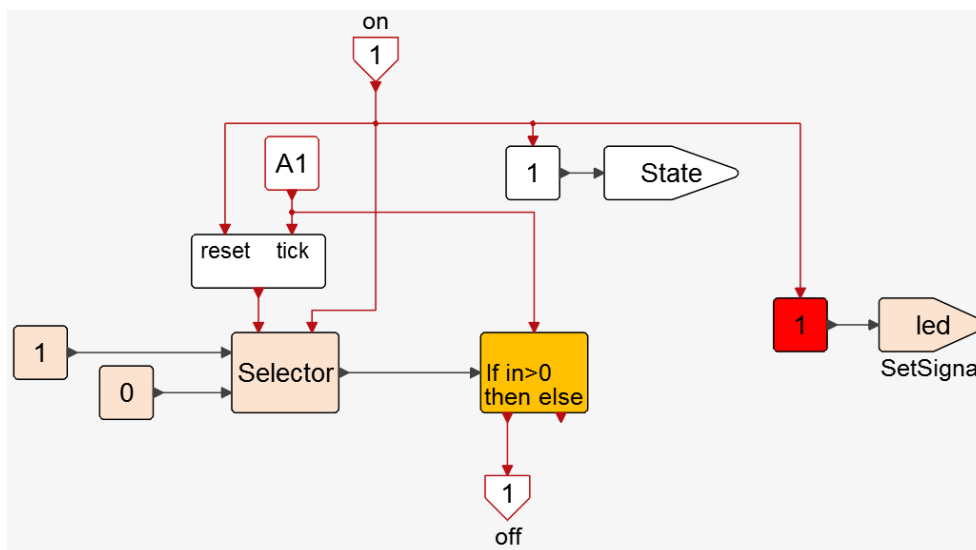 on
1
A1
1
State
reset tick
1
led
1
Selector
If in>0
then else
SetSigna
0
1
off